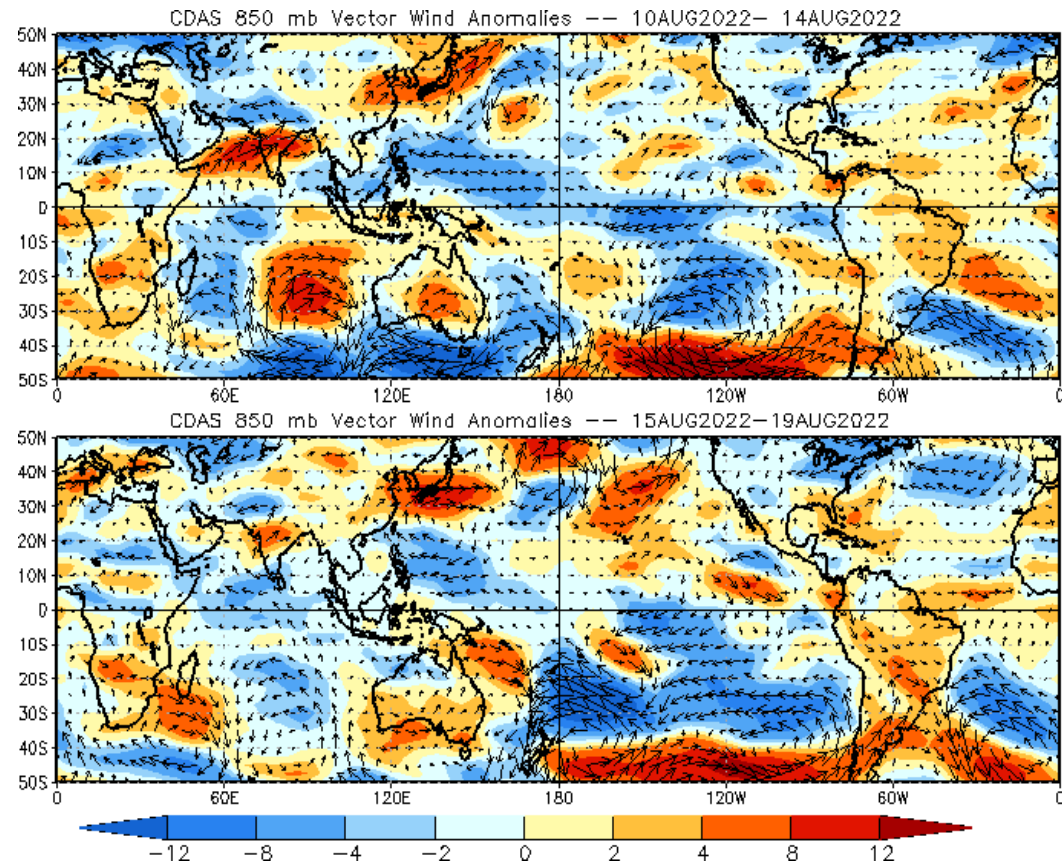 CDAS 850 mb Vector Wind Anomalies -- 10AUG2022- 14AUG2022
50N
40N
30N
20N
10N
0
10S
20S
30S
40S
50S
0 60E 120E 180 120W 60W 0
CDAS 850 mb Vector Wind Anomalies -- 15AUG2022-19AUG2022
50N
40N
30N
20N
10N
0
10S
20S
30S
40S
50S
0 60E 120E 180 120W 60W 0
-12 -8 -4 -2 0 2 4 8 12